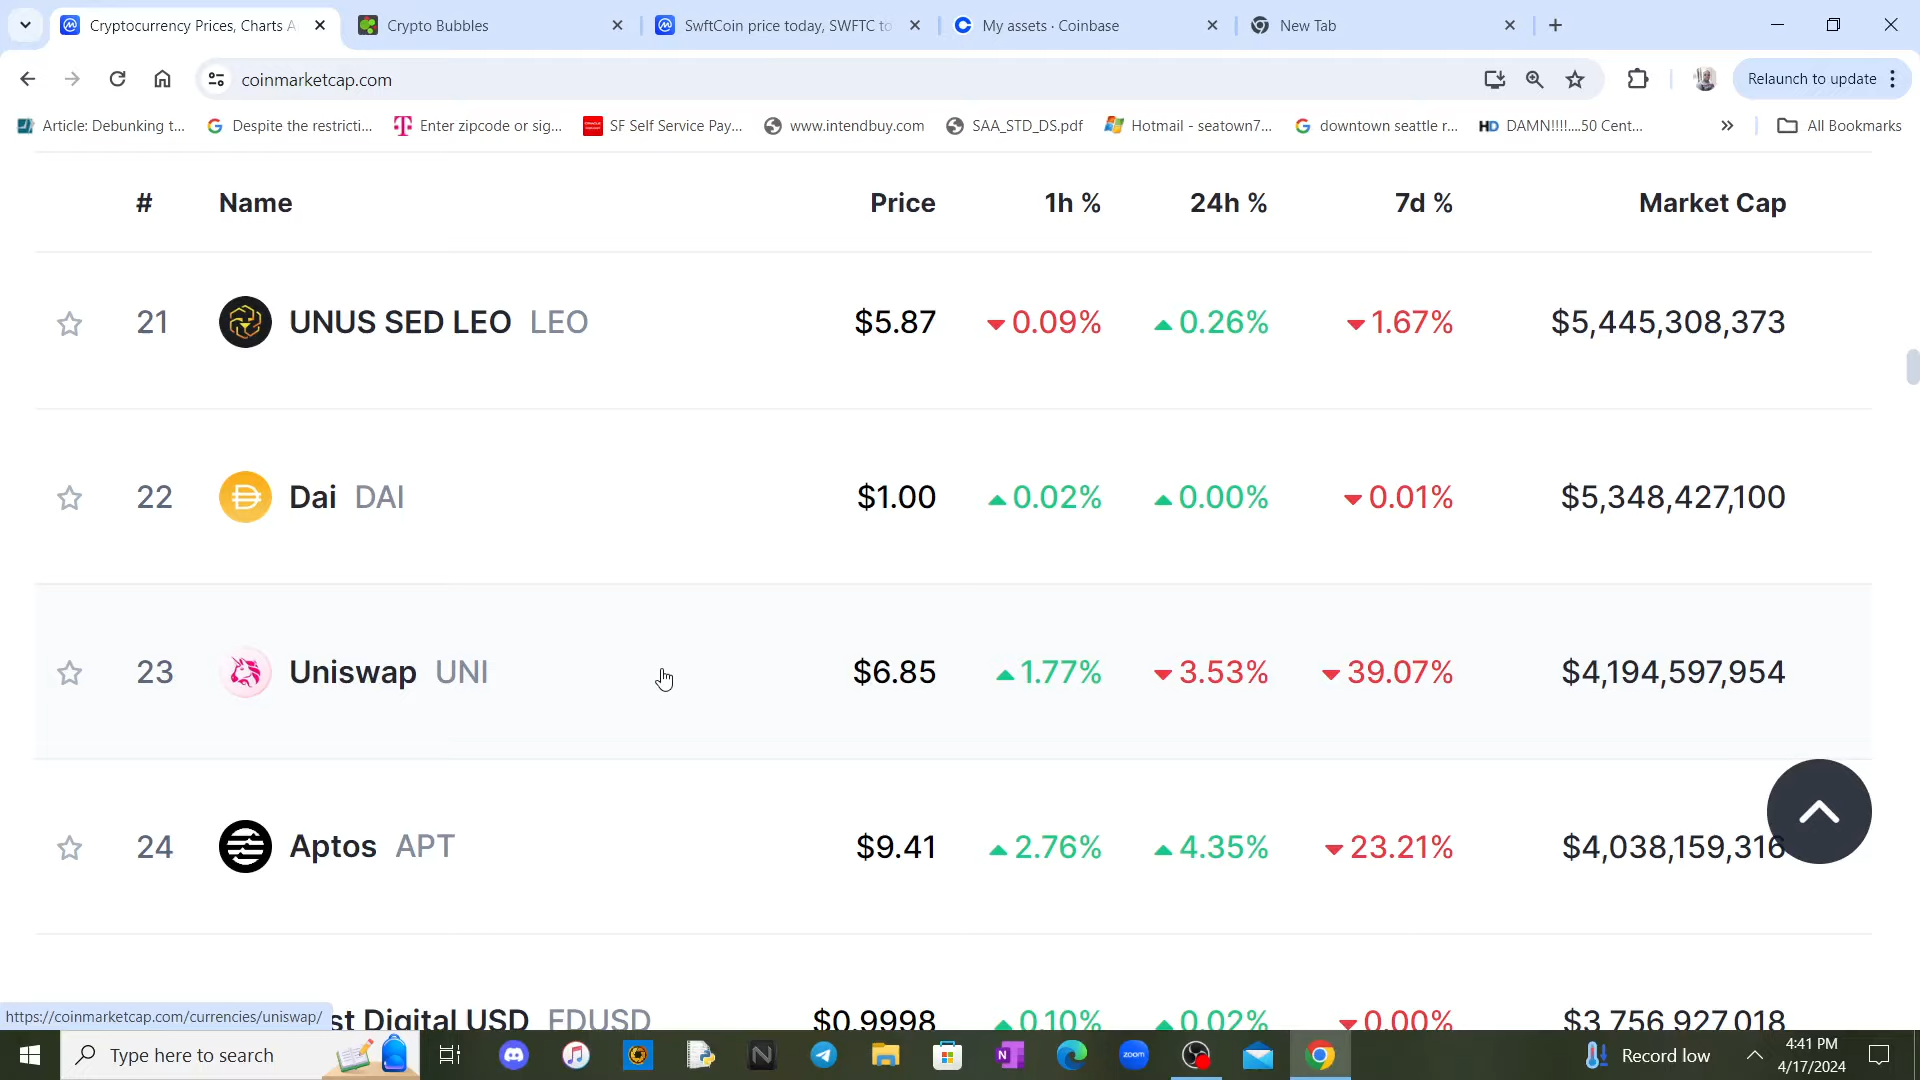 Cryptocurrency Prices, Charts A
Crypto Bubbles
SwftCoin price today, SWFTC to
My assets · Coinbase
New Tab
coinmarketcap.com
Relaunch to update
Article: Debunking t...
Despite the restricti...
Enter zipcode or sig...
SF Self Service Pay...
www.intendbuy.com
SAA_STD_DS.pdf
Hotmail - seatown7...
downtown seattle r...
HD DAMN!!!!....50 Cent...
All Bookmarks
# Name Price 1h % 24h % 7d % Market Cap
21 UNUS SED LEO LEO $5.87 0.09% 0.26% 1.67% $5,445,308,373
22 Dai DAI $1.00 0.02% 0.00% 0.01% $5,348,427,100
23 Uniswap UNI $6.85 1.77% 3.53% 39.07% $4,194,597,954
24 Aptos APT $9.41 2.76% 4.35% 23.21% $4,038,159,316
st Digital USD FDUSD $0.9998 0.10% 0.02% 0.00% $3,756,927,018
https://coinmarketcap.com/currencies/uniswap/
Type here to search
zoom
Record low
4:41 PM
4/17/2024